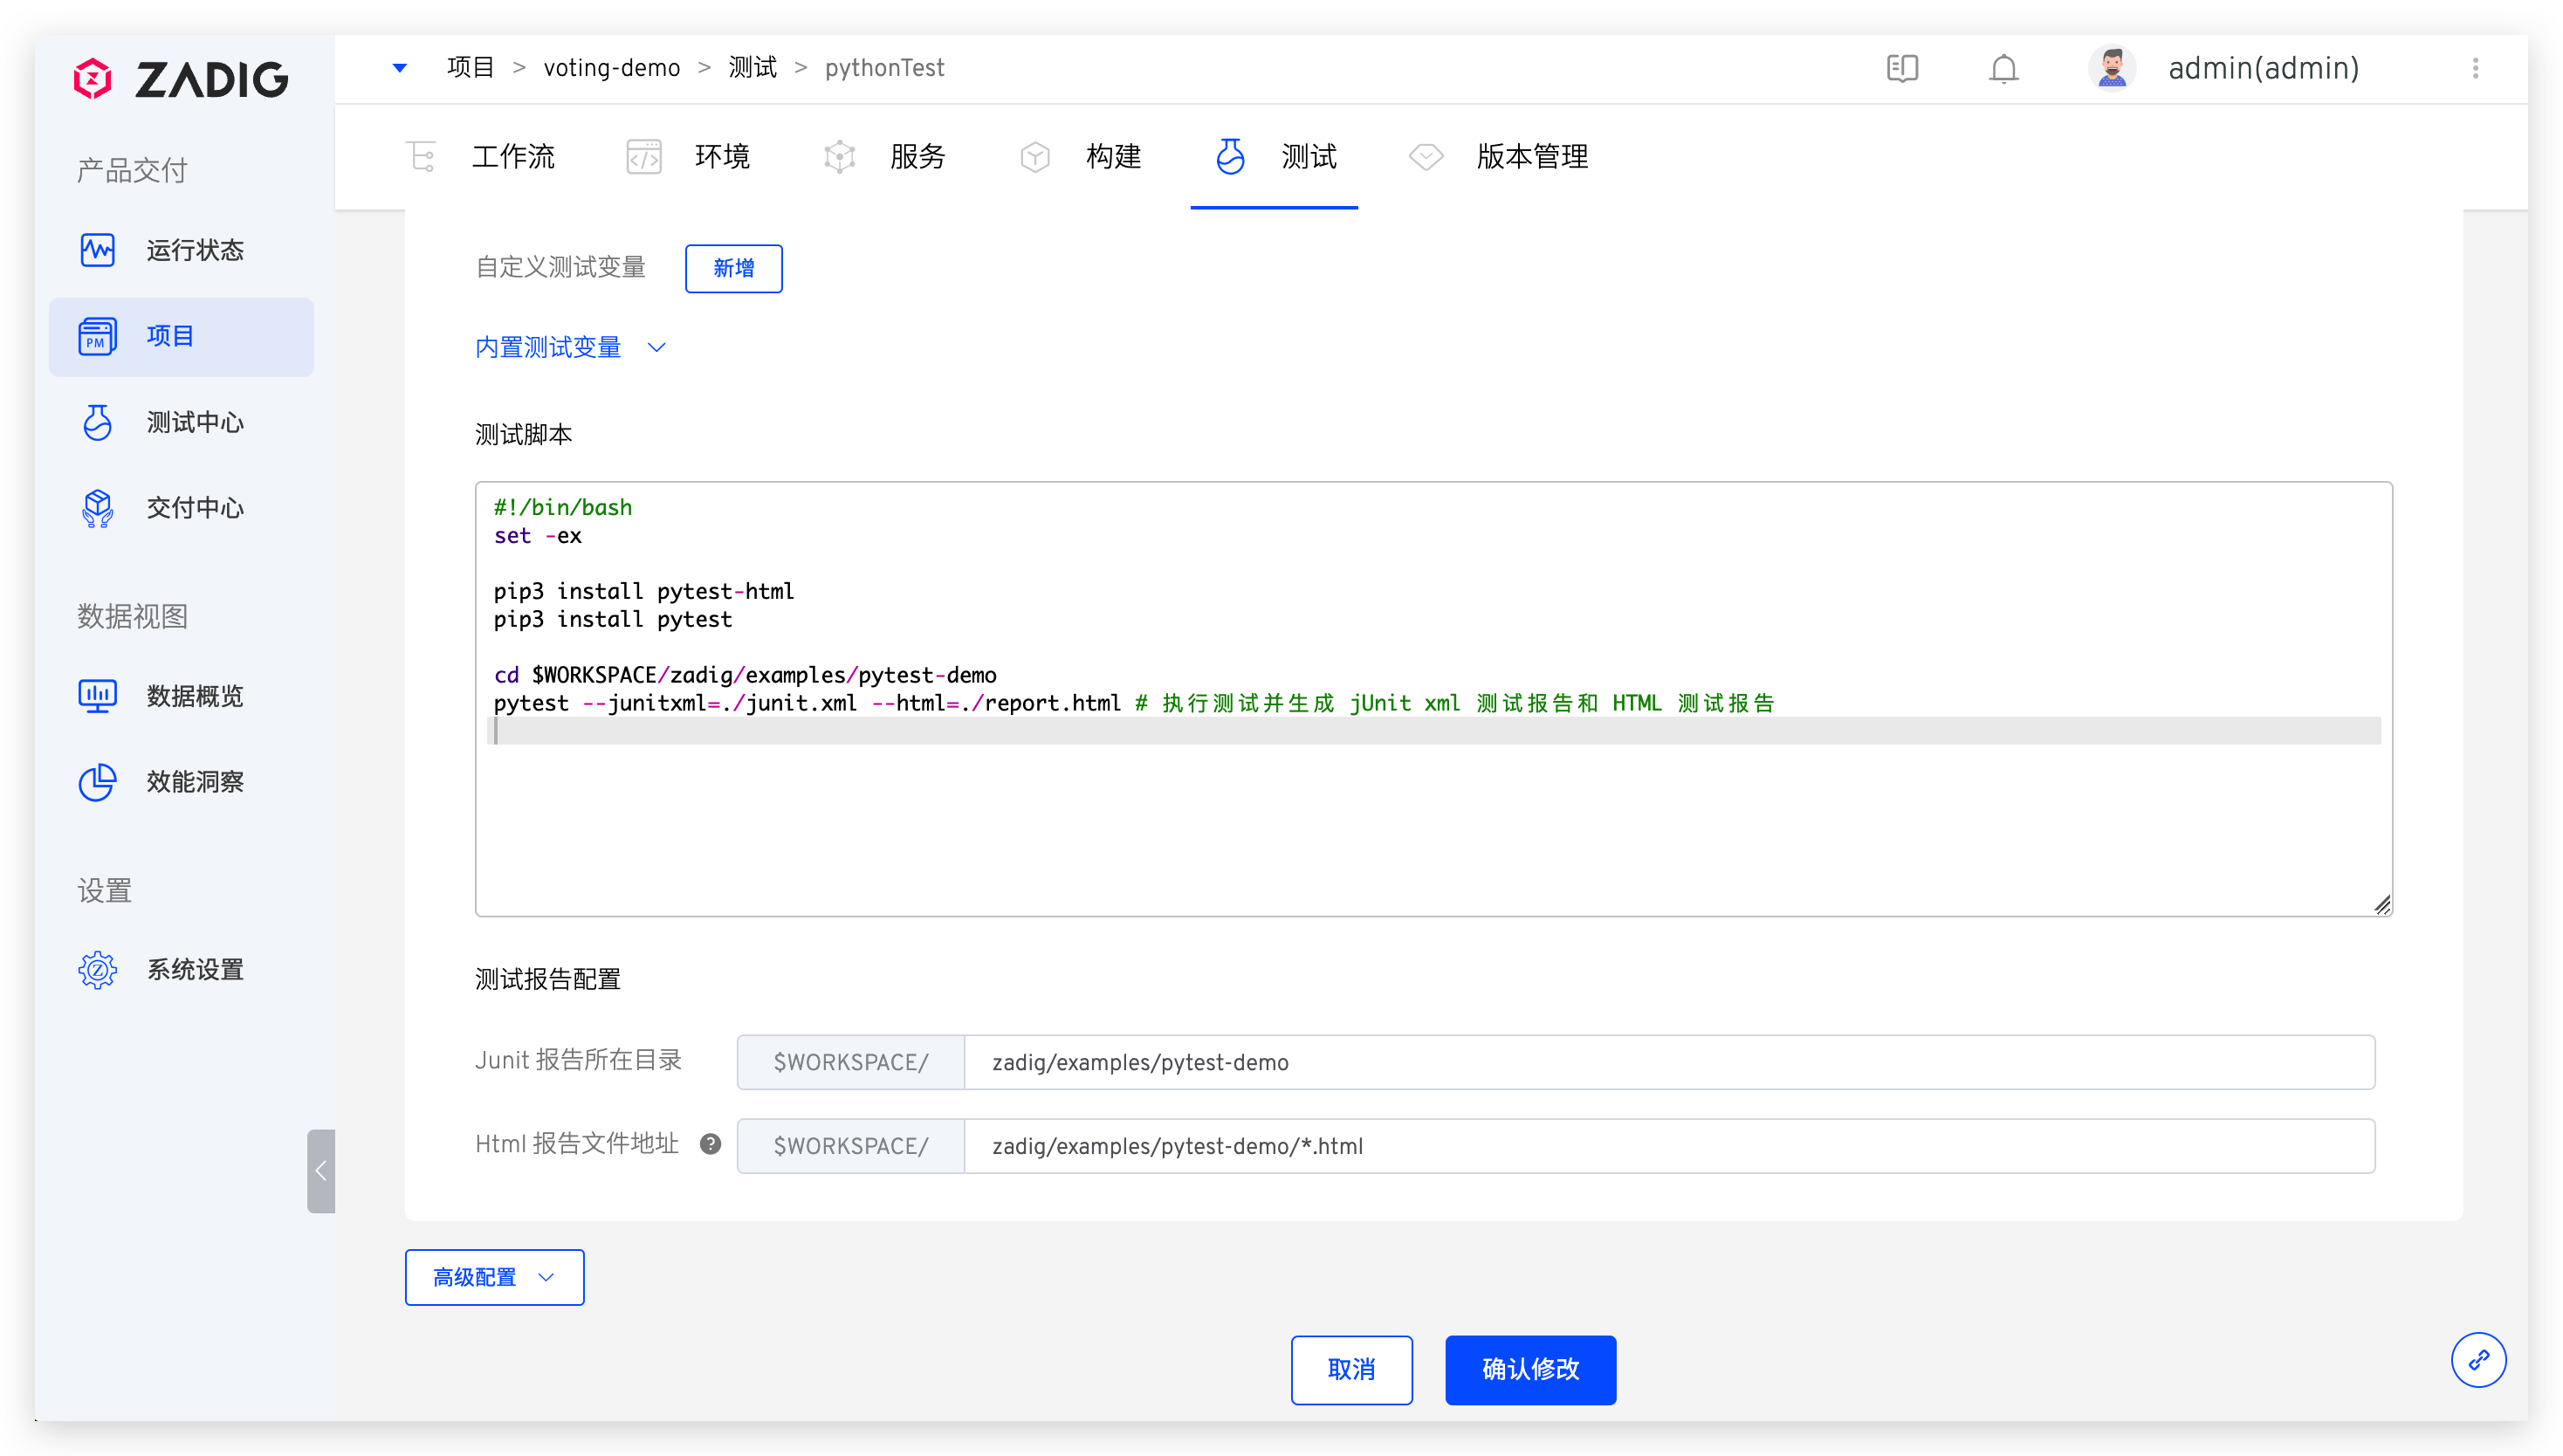 ZADIG
项目 > voting-demo > 测试 > pythonTest
admin(admin)
产品交付
运行状态
PM
项目
测试中心
交付中心
数据视图
数据概览
效能洞察
设置
系统设置
工作流
环境
服务
构建
测试
版本管理
自定义测试变量
新增
内置测试变量
测试脚本
#!/bin/bash
set -ex
pip3 install pytest-html
pip3 install pytest
cd $WORKSPACE/zadig/examples/pytest-demo
pytest --junitxml=./junit.xml --html=./report.html # 执行测试并生成 jUnit xml 测试报告和 HTML 测试报告
测试报告配置
Junit 报告所在目录
$WORKSPACE/
zadig/examples/pytest-demo
Html 报告文件地址 ?
$WORKSPACE/
zadig/examples/pytest-demo/*.html
高级配置
取消
确认修改